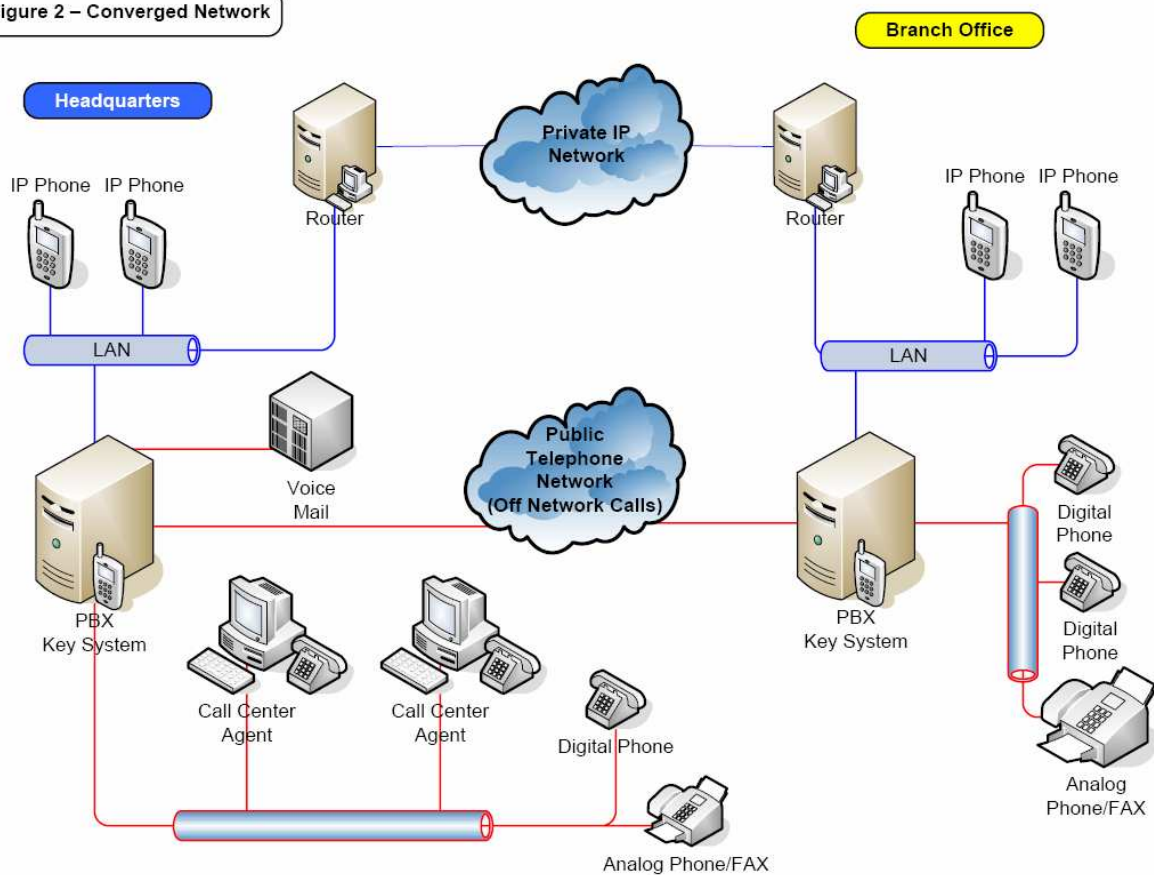 igure 2 – Converged Network
Branch Office
Headquarters
Private IP
Network
IP Phone
IP Phone
Router
Router
IP Phone
IP Phone
LAN
LAN
Voice
Mail
Public
Telephone
Network
(Off Network Calls)
Digital
Phone
PBX
Key System
PBX
Key System
Digital
Phone
Call Center
Agent
Call Center
Agent
Digital Phone
Analog
Phone/FAX
Analog Phone/FAX